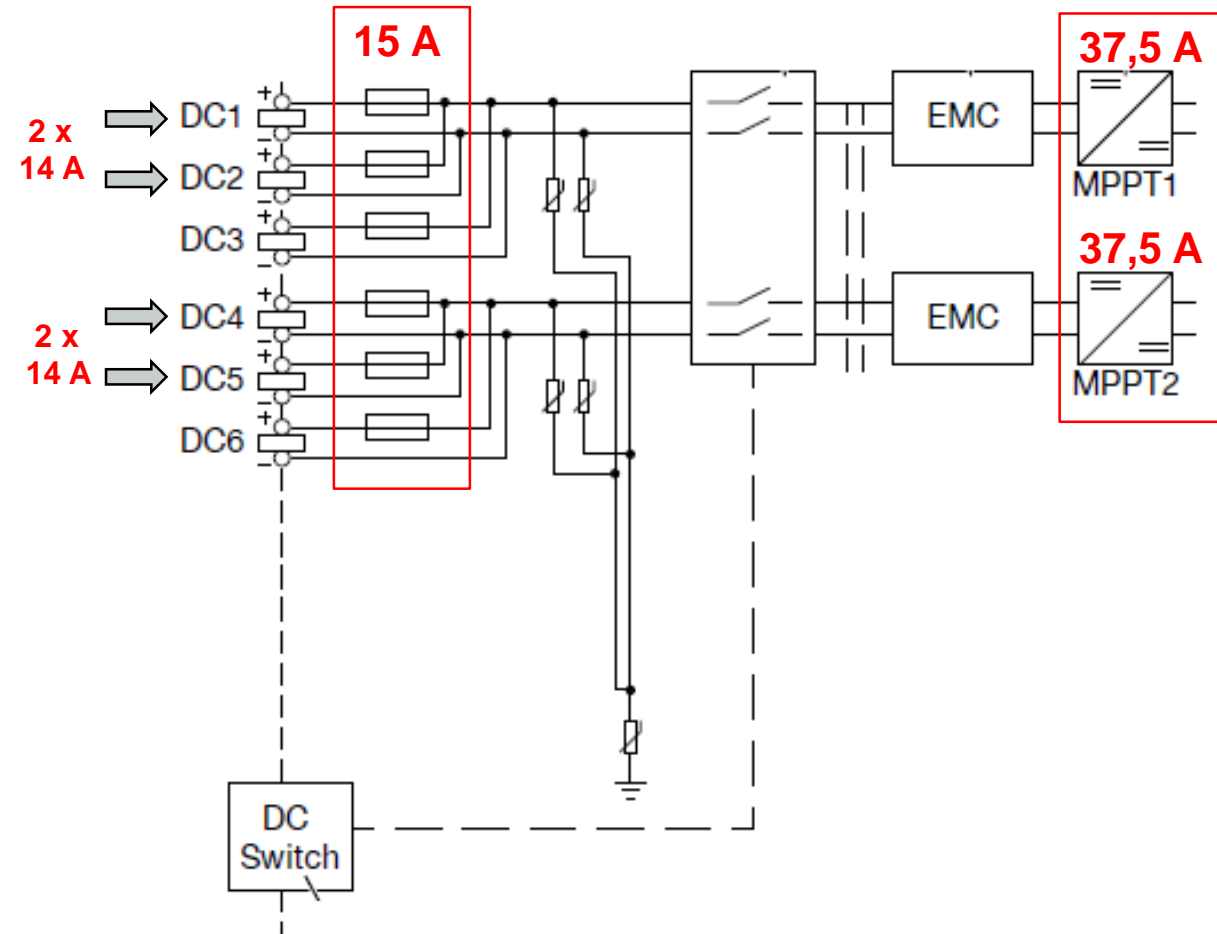 15 A
37,5 A
+
DC1
EMC
2 x
14 A
−
+
DC2
−
MPPT1
+
DC3
−
37,5 A
+
DC4
EMC
2 x
14 A
−
+
DC5
−
MPPT2
+
DC6
−
DC
Switch